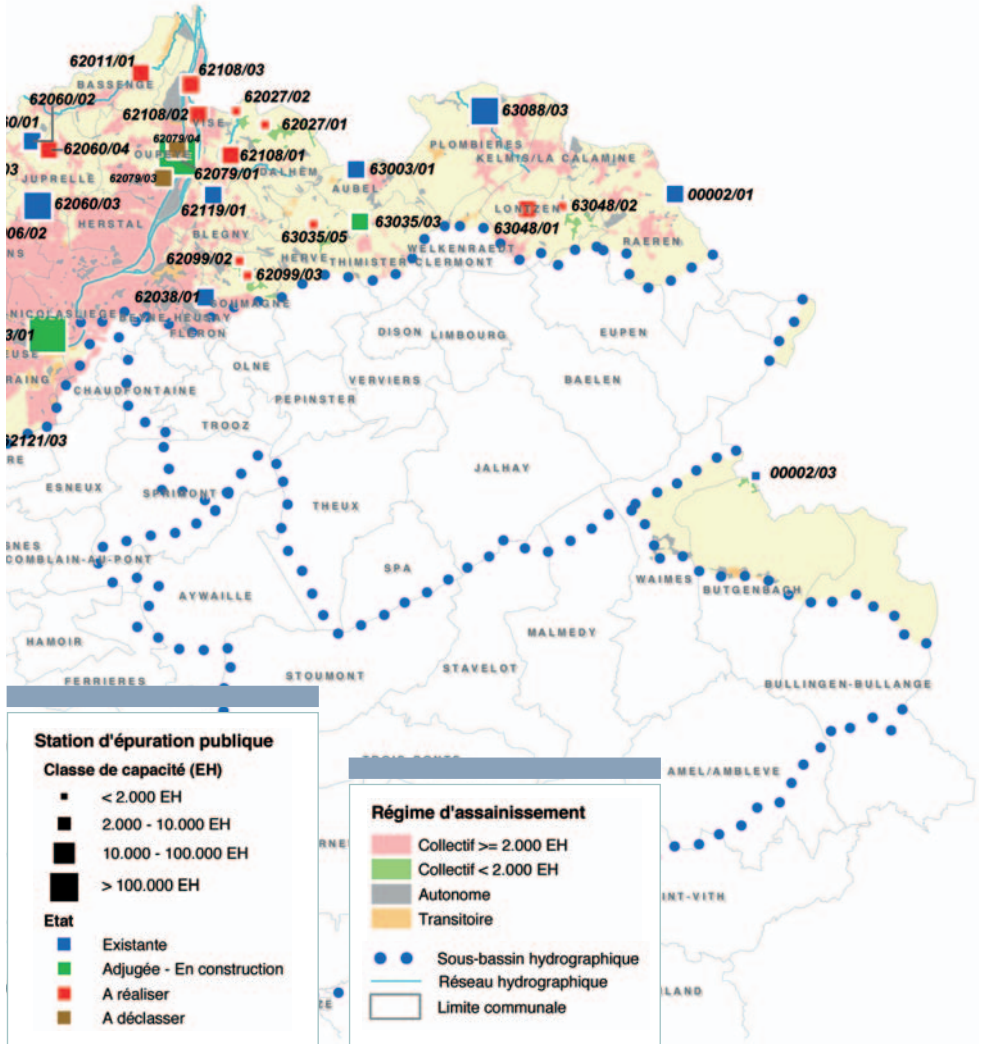 62011/01
62108/03
BASSENGE
62060/02
62027/02
62108/02
VISE
62027/01
63088/03
62079/04
OUPEYE
62060/04
62108/01
PLOMBIERES
KELMIS/LA CALAMINE
JUPRELLE
62079/03
62079/01
DALHEM
63003/01
AUBEL
00002/01
62060/03
62119/01
LONTZEN
63048/02
HERSTAL
63035/03
63048/01
BLEGNY
63035/05
WELKENRAEDT
RAEREN
62099/02
HERVE
THIMISTER-CLERMONT
62099/03
62038/01
SOUMAGNE
BEYNE-HEUSAY
FLERON
DISON
LIMBOURG
EUPEN
OLNE
VERVIERS
BAELEN
CHAUDFONTAINE
PEPINSTER
TROOZ
62121/03
JALHAY
00002/03
ESNEUX
SPRIMONT
THEUX
COMBLAIN-AU-PONT
SPA
AYWAILLE
WAIMES
BUTGENBACH
HAMOIR
MALMEDY
STAVELOT
FERRIERES
STOUMONT
BULLINGEN-BULLANGE
AMEL/AMBLEVE
Station d'épuration publique
Classe de capacité (EH)
< 2.000 EH
2.000 - 10.000 EH
10.000 - 100.000 EH
> 100.000 EH
Etat
Existante
Adjugée - En construction
A réaliser
A déclasser
Régime d'assainissement
Collectif >= 2.000 EH
Collectif < 2.000 EH
Autonome
Transitoire
Sous-bassin hydrographique
Réseau hydrographique
Limite communale